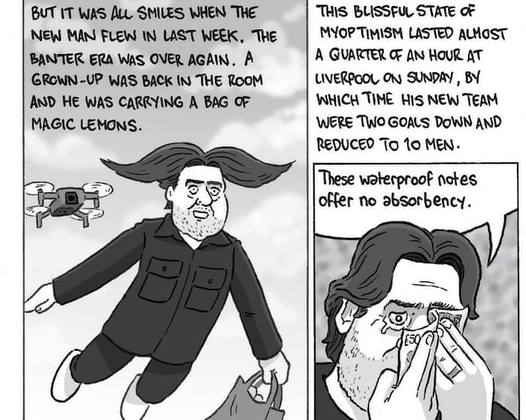 BUT IT WAS ALL SMILES WHEN THE
NEW MAN FLEW IN LAST WEEK. THE
BANTER ERA WAS OVER AGAIN. A
GROWN-UP WAS BACK IN THE ROOM
AND HE WAS CARRYING A BAG OF
MAGIC LEMONS.
THIS BLISSFUL STATE OF
MYOPTIMISM LASTED ALMOST
A QUARTER OF AN HOUR AT
LIVERPOOL ON SUNDAY, BY
WHICH TIME HIS NEW TEAM
WERE TWO GOALS DOWN AND
REDUCED TO 10 MEN.
These waterproof notes
offer no absorbency.